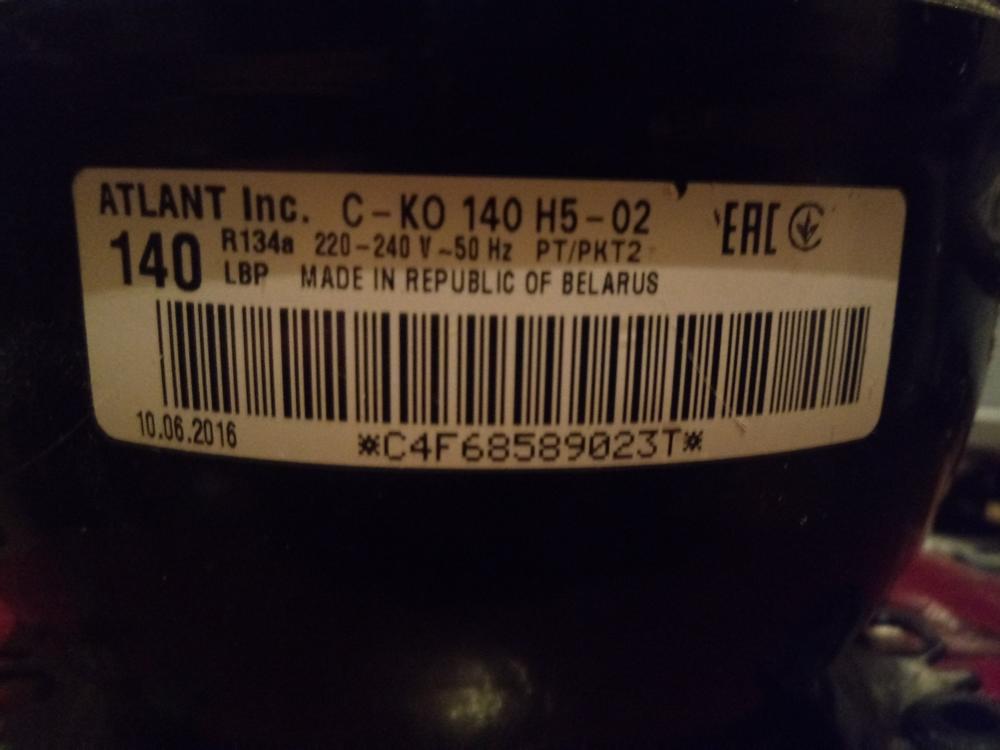 ATLANT Inc. C-KO 140 H5-02 EAC
140 R134a 220-240 V ~50 Hz PT/PKT2
LBP MADE IN REPUBLIC OF BELARUS
10.06.2016
*C4F68589023T*